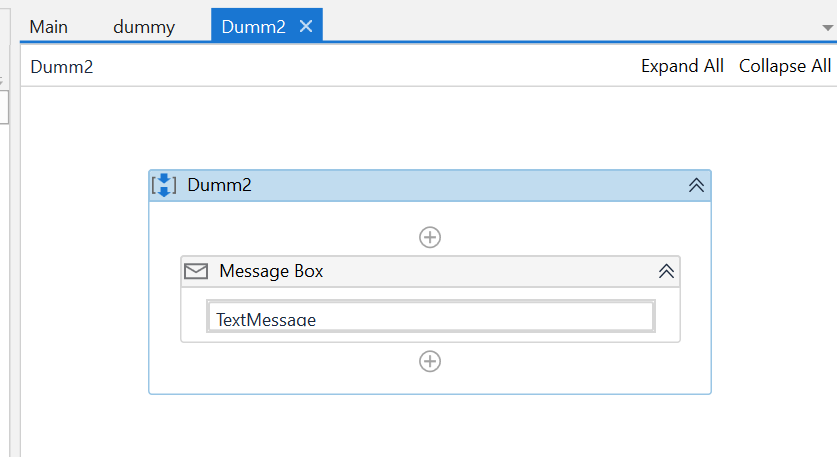 Main dummy Dumm2
Dumm2 Expand All Collapse All
Dumm2
Message Box
TextMessage